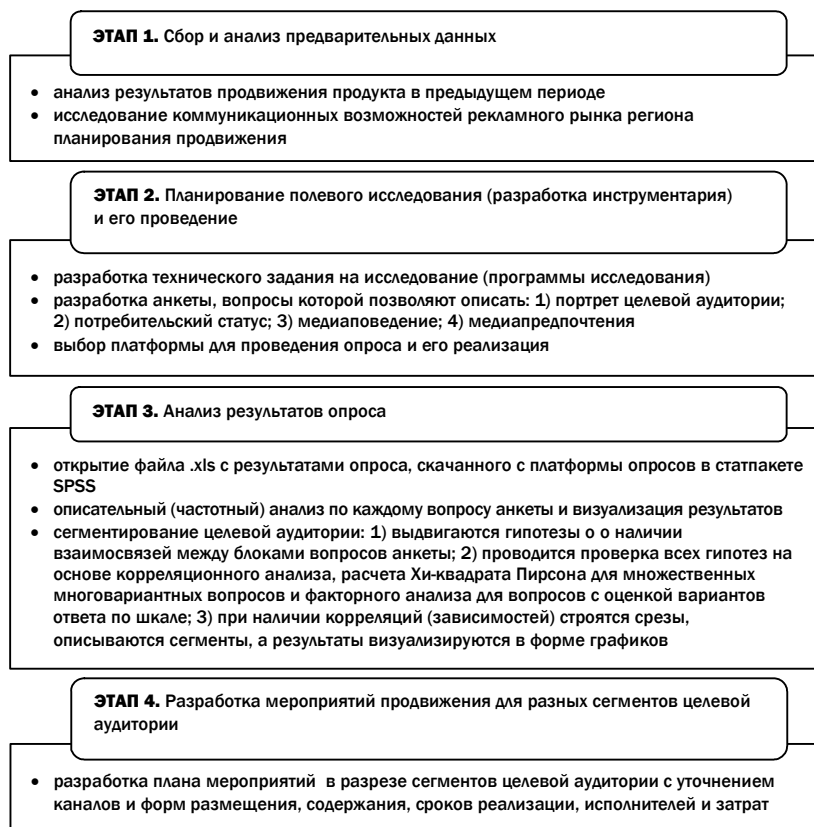 ЭТАП 1. Сбор и анализ предварительных данных
• анализ результатов продвижения продукта в предыдущем периоде
• исследование коммуникационных возможностей рекламного рынка региона
планирования продвижения
ЭТАП 2. Планирование полевого исследования (разработка инструментария)
и его проведение
• разработка технического задания на исследование (программы исследования)
• разработка анкеты, вопросы которой позволяют описать: 1) портрет целевой аудитории;
2) потребительский статус; 3) медиаповедение; 4) медиапредпочтения
• выбор платформы для проведения опроса и его реализация
ЭТАП 3. Анализ результатов опроса
• открытие файла .xls с результатами опроса, скачанного с платформы опросов в статпакете
SPSS
• описательный (частотный) анализ по каждому вопросу анкеты и визуализация результатов
• сегментирование целевой аудитории: 1) выдвигаются гипотезы о о наличии
взаимосвязей между блоками вопросов анкеты; 2) проводится проверка всех гипотез на
основе корреляционного анализа, расчета Хи-квадрата Пирсона для множественных
многовариантных вопросов и факторного анализа для вопросов с оценкой вариантов
ответа по шкале; 3) при наличии корреляций (зависимостей) строятся срезы,
описываются сегменты, а результаты визуализируются в форме графиков
ЭТАП 4. Разработка мероприятий продвижения для разных сегментов целевой
аудитории
• разработка плана мероприятий в разрезе сегментов целевой аудитории с уточнением
каналов и форм размещения, содержания, сроков реализации, исполнителей и затрат